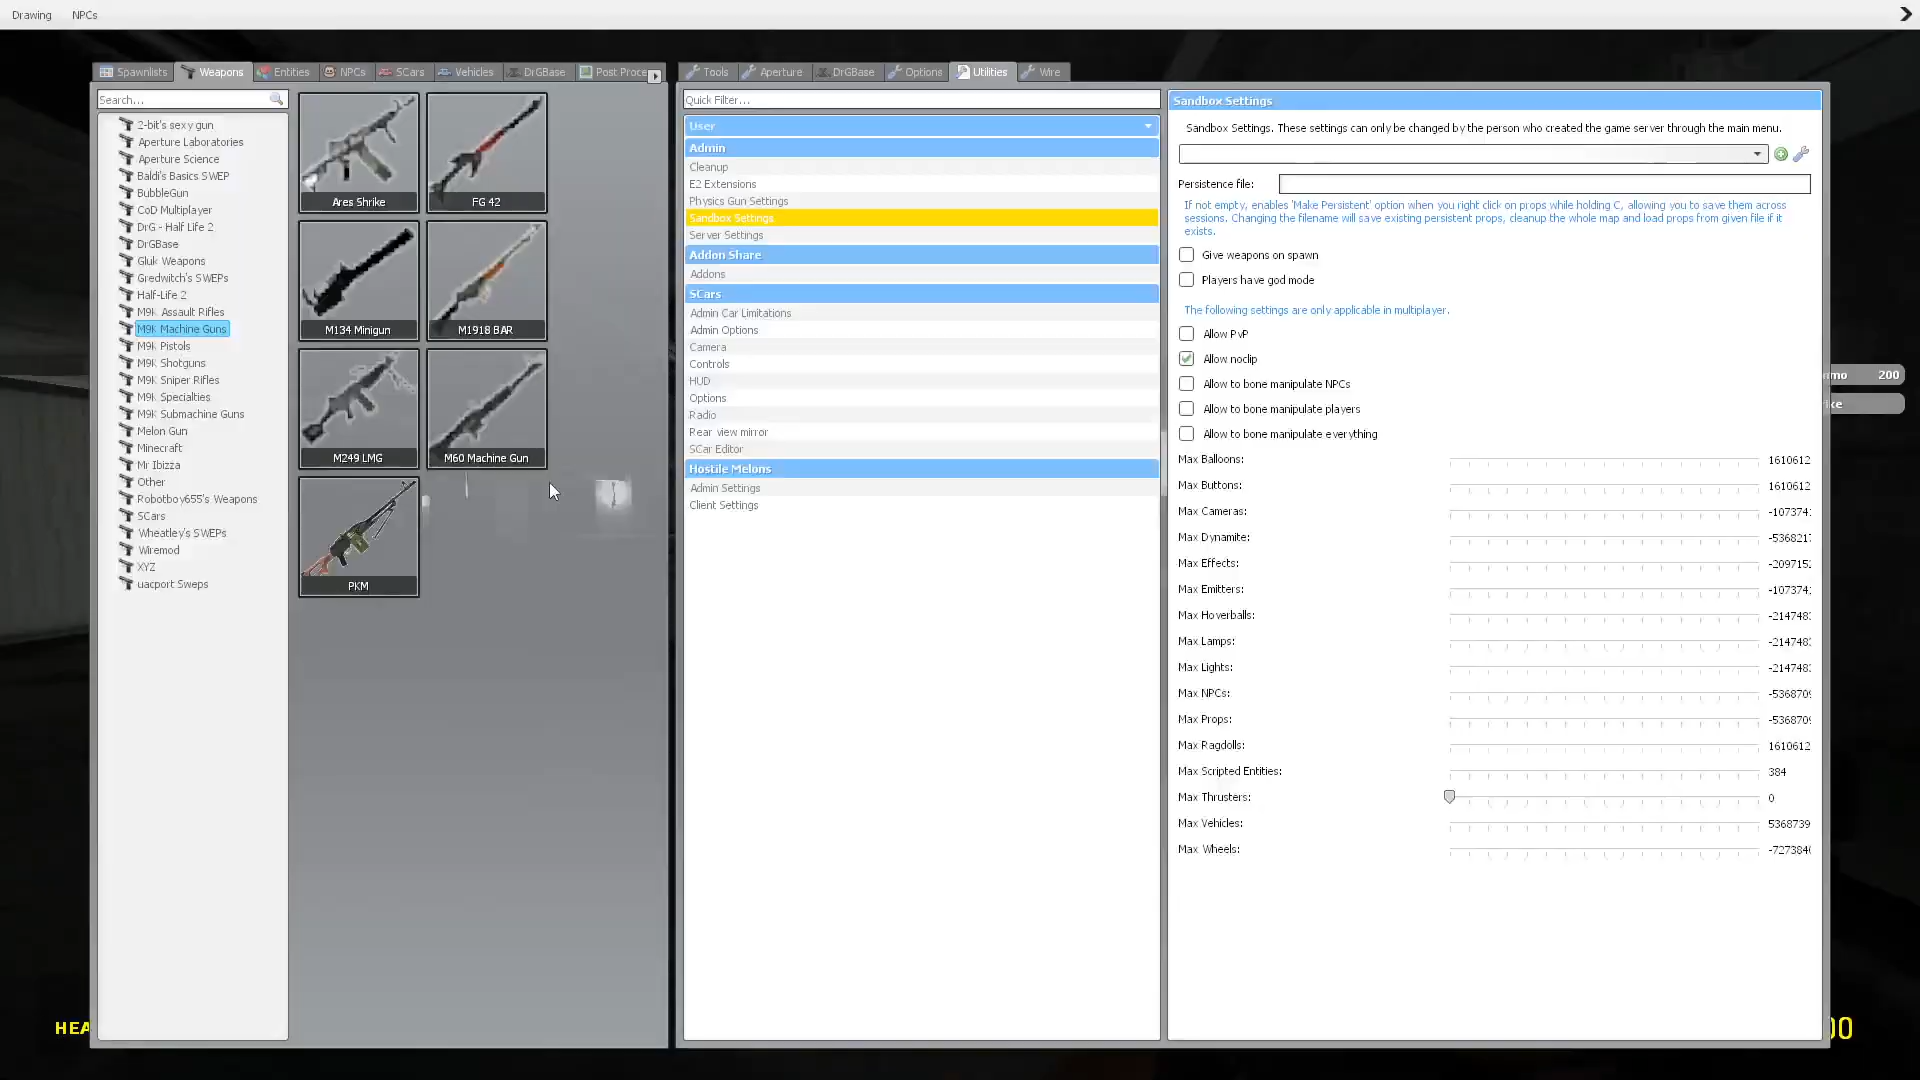 Drawing NPCs
Spawnlists Weapons Entities NPCs SCars Vehicles DrGBase Post Proce
Tools Aperture DrGBase Options Utilities Wire
Search...
2-bit's sexy gun
Aperture Laboratories
Aperture Science
Baldi's Basics SWEP
BubbleGun
CoD Multiplayer
DrG - Half Life 2
DrGBase
Gluk Weapons
Gredwitch's SWEPs
Half-Life 2
M9K Assault Rifles
M9K Machine Guns
M9K Pistols
M9K Shotguns
M9K Sniper Rifles
M9K Specialties
M9K Submachine Guns
Melon Gun
Minecraft
Mr Ibizza
Other
Robotboy655's Weapons
SCars
Wheatley's SWEPs
Wiremod
XYZ
uacport Sweps
Ares Shrike
FG 42
M134 Minigun
M1918 BAR
M249 LMG
M60 Machine Gun
PKM
Quick Filter...
User
Admin
Cleanup
E2 Extensions
Physics Gun Settings
Sandbox Settings
Server Settings
Addon Share
Addons
SCars
Admin Car Limitations
Admin Options
Camera
Controls
HUD
Options
Radio
Rear view mirror
SCar Editor
Hostile Melons
Admin Settings
Client Settings
Sandbox Settings
Sandbox Settings. These settings can only be changed by the person who created the game server through the main menu.
Persistence file:
If not empty, enables 'Make Persistent' option when you right click on props while holding C, allowing you to save them across
sessions. Changing the filename will save existing persistent props, cleanup the whole map and load props from given file if it
exists.
Give weapons on spawn
Players have god mode
The following settings are only applicable in multiplayer.
Allow PvP
Allow noclip
Allow to bone manipulate NPCs
Allow to bone manipulate players
Allow to bone manipulate everything
Max Balloons: 1610612
Max Buttons: 1610612
Max Cameras: -107374
Max Dynamite: -536821
Max Effects: -209715
Max Emitters: -107374
Max Hoverballs: -214748
Max Lamps: -214748
Max Lights: -214748
Max NPCs: -536870
Max Props: -536870
Max Ragdolls: 1610612
Max Scripted Entities: 384
Max Thrusters: 0
Max Vehicles: 5368739
Max Wheels: -727384
mo 200
ike
HEA
00